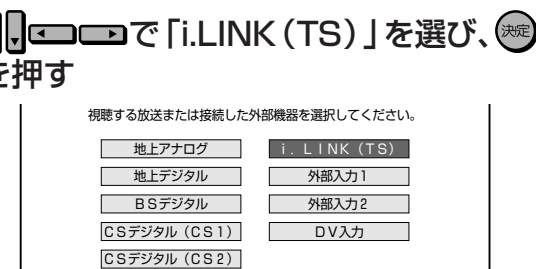 で「i.LINK（TS）」を選び、決定
を押す
視聴する放送または接続した外部機器を選択してください。
地上アナログ i．LINK（TS）
地上デジタル 外部入力1
BSデジタル 外部入力2
CSデジタル（CS1） DV入力
CSデジタル（CS2）